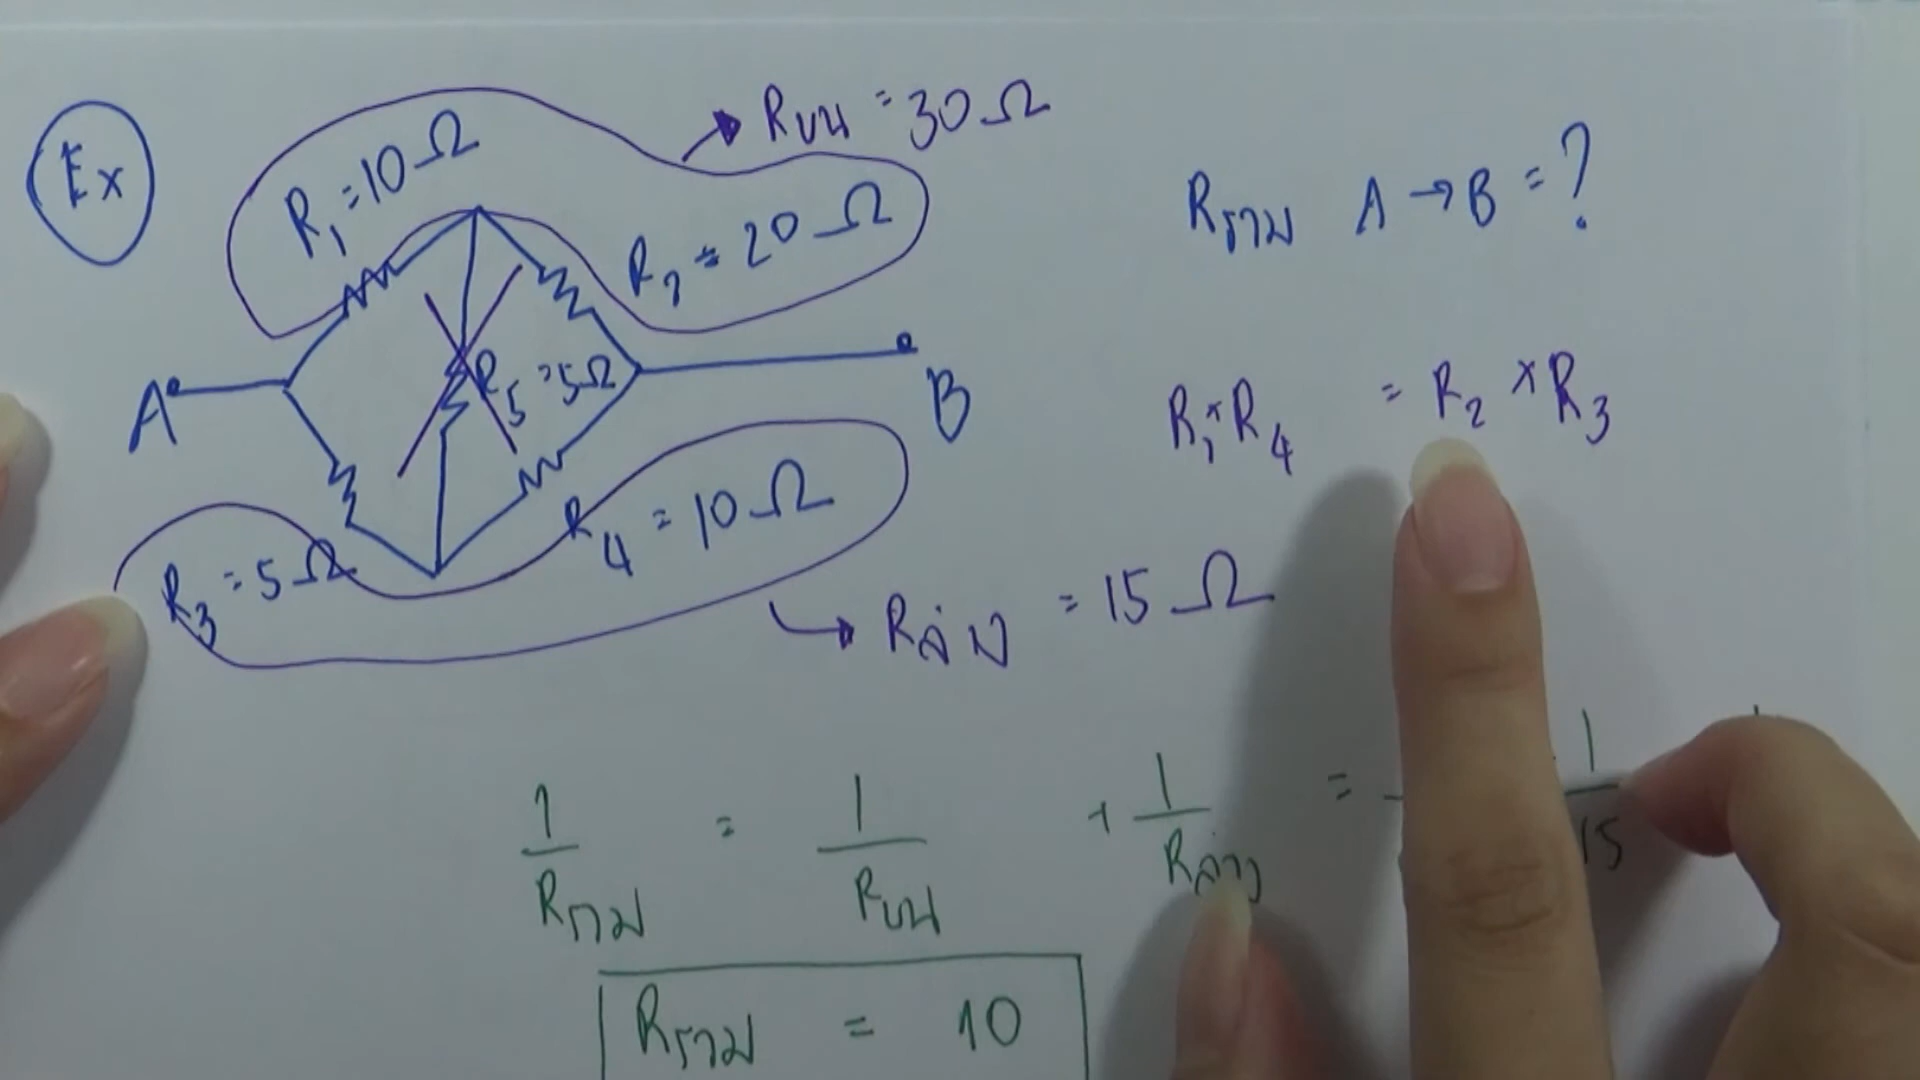 Ex
R₁ = 10 Ω
→ Rบน = 30 Ω
R₂ = 20 Ω
Rรวม A → B = ?
R₅ = 5 Ω
A
B
R₁ × R₄ = R₂ × R₃
R₃ = 5 Ω
R₄ = 10 Ω
→ Rล่าง = 15 Ω
1/Rรวม = 1/Rบน + 1/Rล่าง = 1/15
Rรวม = 10